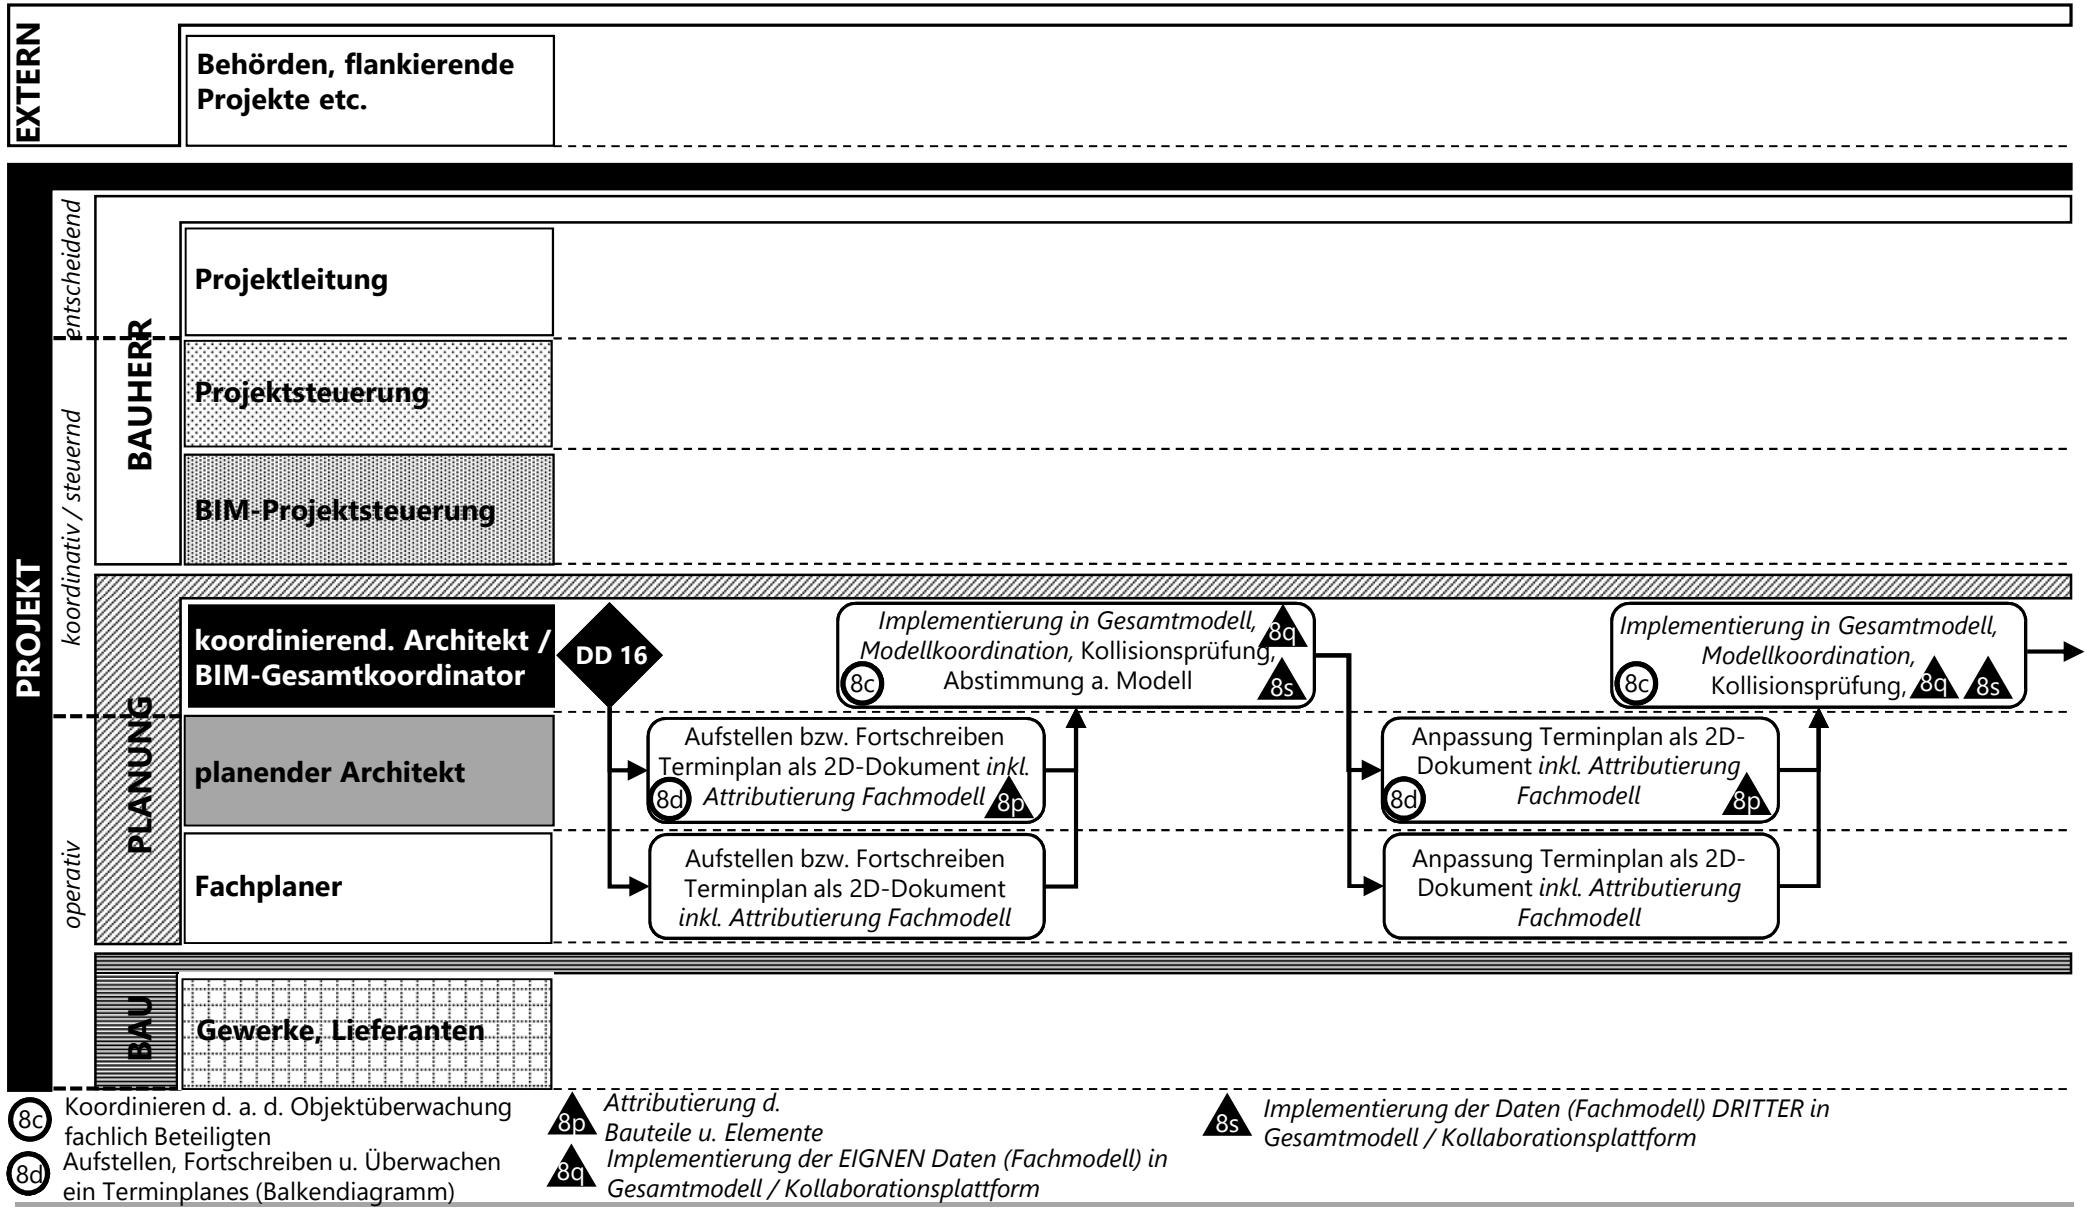 EXTERN
Behörden, flankierende
Projekte etc.
PROJEKT
entscheidend
koordinativ / steuernd
operativ
BAUHERR
Projektleitung
Projektsteuerung
BIM-Projektsteuerung
PLANUNG
koordinierend. Architekt /
BIM-Gesamtkoordinator
DD 16
Implementierung in Gesamtmodell,
Modellkoordination, Kollisionsprüfung,
Abstimmung a. Modell
8q
8c
8s
Implementierung in Gesamtmodell,
Modellkoordination,
Kollisionsprüfung,
8c
8q
8s
planender Architekt
Aufstellen bzw. Fortschreiben
Terminplan als 2D-Dokument inkl.
Attributierung Fachmodell
8d
8p
Anpassung Terminplan als 2D-
Dokument inkl. Attributierung
Fachmodell
8d
8p
Fachplaner
Aufstellen bzw. Fortschreiben
Terminplan als 2D-Dokument
inkl. Attributierung Fachmodell
Anpassung Terminplan als 2D-
Dokument inkl. Attributierung
Fachmodell
BAU
Gewerke, Lieferanten
8c
Koordinieren d. a. d. Objektüberwachung
fachlich Beteiligten
8d
Aufstellen, Fortschreiben u. Überwachen
ein Terminplanes (Balkendiagramm)
8p
Attributierung d.
Bauteile u. Elemente
8q
Implementierung der EIGNEN Daten (Fachmodell) in
Gesamtmodell / Kollaborationsplattform
8s
Implementierung der Daten (Fachmodell) DRITTER in
Gesamtmodell / Kollaborationsplattform